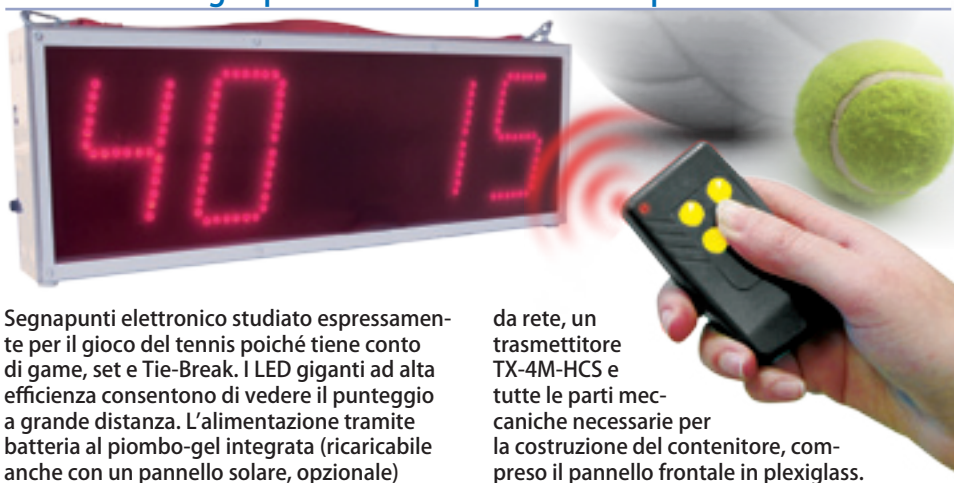 40 15
Segnapunti elettronico studiato espressamen-
te per il gioco del tennis poiché tiene conto
di game, set e Tie-Break. I LED giganti ad alta
efficienza consentono di vedere il punteggio
a grande distanza. L’alimentazione tramite
batteria al piombo-gel integrata (ricaricabile
anche con un pannello solare, opzionale)
da rete, un
trasmettitore
TX-4M-HCS e
tutte le parti mec-
caniche necessarie per
la costruzione del contenitore, com-
preso il pannello frontale in plexiglass.